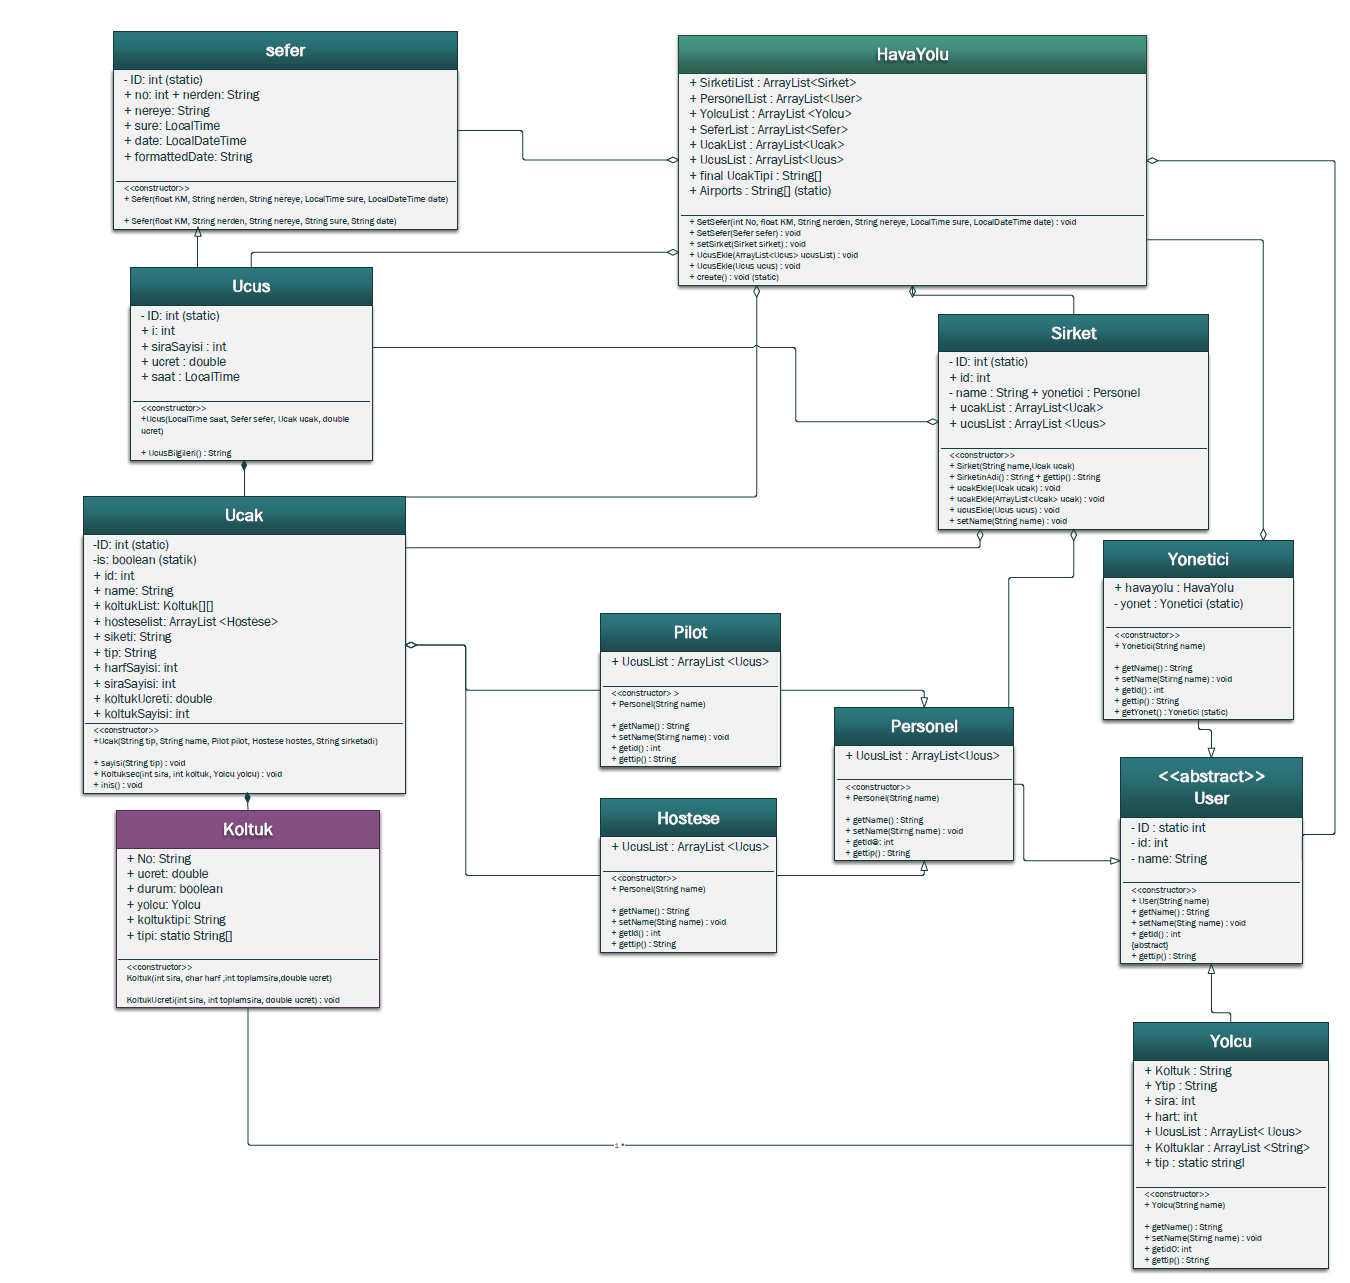 sefer
- ID: int (static)
+ no: int + nerden: String
+ nereye: String
+ sure: LocalTime
+ date: LocalDateTime
+ formattedDate: String
<<constructor>>
+ Sefer(float KM, String nerden, String nereye, LocalTime sure, LocalDateTime date)
+ Sefer(float KM, String nerden, String nereye, String sure, String date)
HavaYolu
+ SirketiList : ArrayList<Sirket>
+ PersonelList : ArrayList<User>
+ YolcuList : ArrayList <Yolcu>
+ SeferList : ArrayList<Sefer>
+ UcakList : ArrayList<Ucak>
+ UcusList : ArrayList<Ucus>
+ final UcakTipi : String[]
+ Airports : String[] (static)
+ SetSefer(int No, float KM, String nerden, String nereye, LocalTime sure, LocalDateTime date) : void
+ SetSefer(Sefer sefer) : void
+ setSirket(Sirket sirket) : void
+ UcusEkle(ArrayList<Ucus> ucusList) : void
+ UcusEkle(Ucus ucus) : void
+ create() : void (static)
Ucus
- ID: int (static)
+ i: int
+ siraSayisi : int
+ ucret : double
+ saat : LocalTime
<<constructor>>
+Ucus(LocalTime saat, Sefer sefer, Ucak ucak, double
ucret)
+ UcusBilgileri() : String
Sirket
- ID: int (static)
+ id: int
- name : String + yonetici : Personel
+ ucakList : ArrayList<Ucak>
+ ucusList : ArrayList <Ucus>
<<constructor>>
+ Sirket(String name,Ucak ucak)
+ SirketinAdi() : String + gettip() : String
+ ucakEkle(Ucak ucak) : void
+ ucakEkle(ArrayList<Ucak> ucak) : void
+ ucusEkle(Ucus ucus) : void
+ setName(String name) : void
Ucak
-ID: int (static)
-is: boolean (statik)
+ id: int
+ name: String
+ koltukList: Koltuk[][]
+ hosteselist: ArrayList <Hostese>
+ siketi: String
+ tip: String
+ harfSayisi: int
+ siraSayisi: int
+ koltukUcreti: double
+ koltukSayisi: int
<<constructor>>
+Ucak(String tip, String name, Pilot pilot, Hostese hostes, String sirketadi)
+ sayisi(String tip) : void
+ Koltuksec(int sira, int koltuk, Yolcu yolcu) : void
+ inis() : void
Yonetici
+ havayolu : HavaYolu
- yonet : Yonetici (static)
<<constructor>>
+ Yonetici(String name)
+ getName() : String
+ setName(Stirng name) : void
+ getId() : int
+ gettip() : String
+ getYonet() : Yonetici (static)
Pilot
+ UcusList : ArrayList <Ucus>
<<constructor> >
+ Personel(String name)
+ getName() : String
+ setName(Stirng name) : void
+ getid() : int
+ gettip() : String
Personel
+ UcusList : ArrayList<Ucus>
<<constructor>>
+ Personel(String name)
+ getName() : String
+ setName(Stirng name) : void
+ getId@: int
+ gettip() : String
<<abstract>>
User
- ID : static int
- id: int
- name: String
<<constructor>>
+ User(String name)
+ getName() : String
+ setName(String name) : void
+ getId() : int
{abstract}
+ gettip() : String
Hostese
+ UcusList : ArrayList <Ucus>
<<constructor>>
+ Personel(String name)
+ getName() : String
+ setName(Sting name) : void
+ getId() : int
+ gettip() : String
Koltuk
+ No: String
+ ucret: double
+ durum: boolean
+ yolcu: Yolcu
+ koltuktipi: String
+ tipi: static String[]
<<constructor>>
Koltuk(int sira, char harf ,int toplamsira,double ucret)
KoltukUcreti(int sira, int toplamsira, double ucret) : void
1 *
Yolcu
+ Koltuk : String
+ Ytip : String
+ sira: int
+ hart: int
+ UcusList : ArrayList< Ucus>
+ Koltuklar : ArrayList <String>
+ tip : static stringl
<<constructor>>
+ Yolcu(String name)
+ getName() : String
+ setName(Stirng name) : void
+ getidO: int
+ gettip() : String